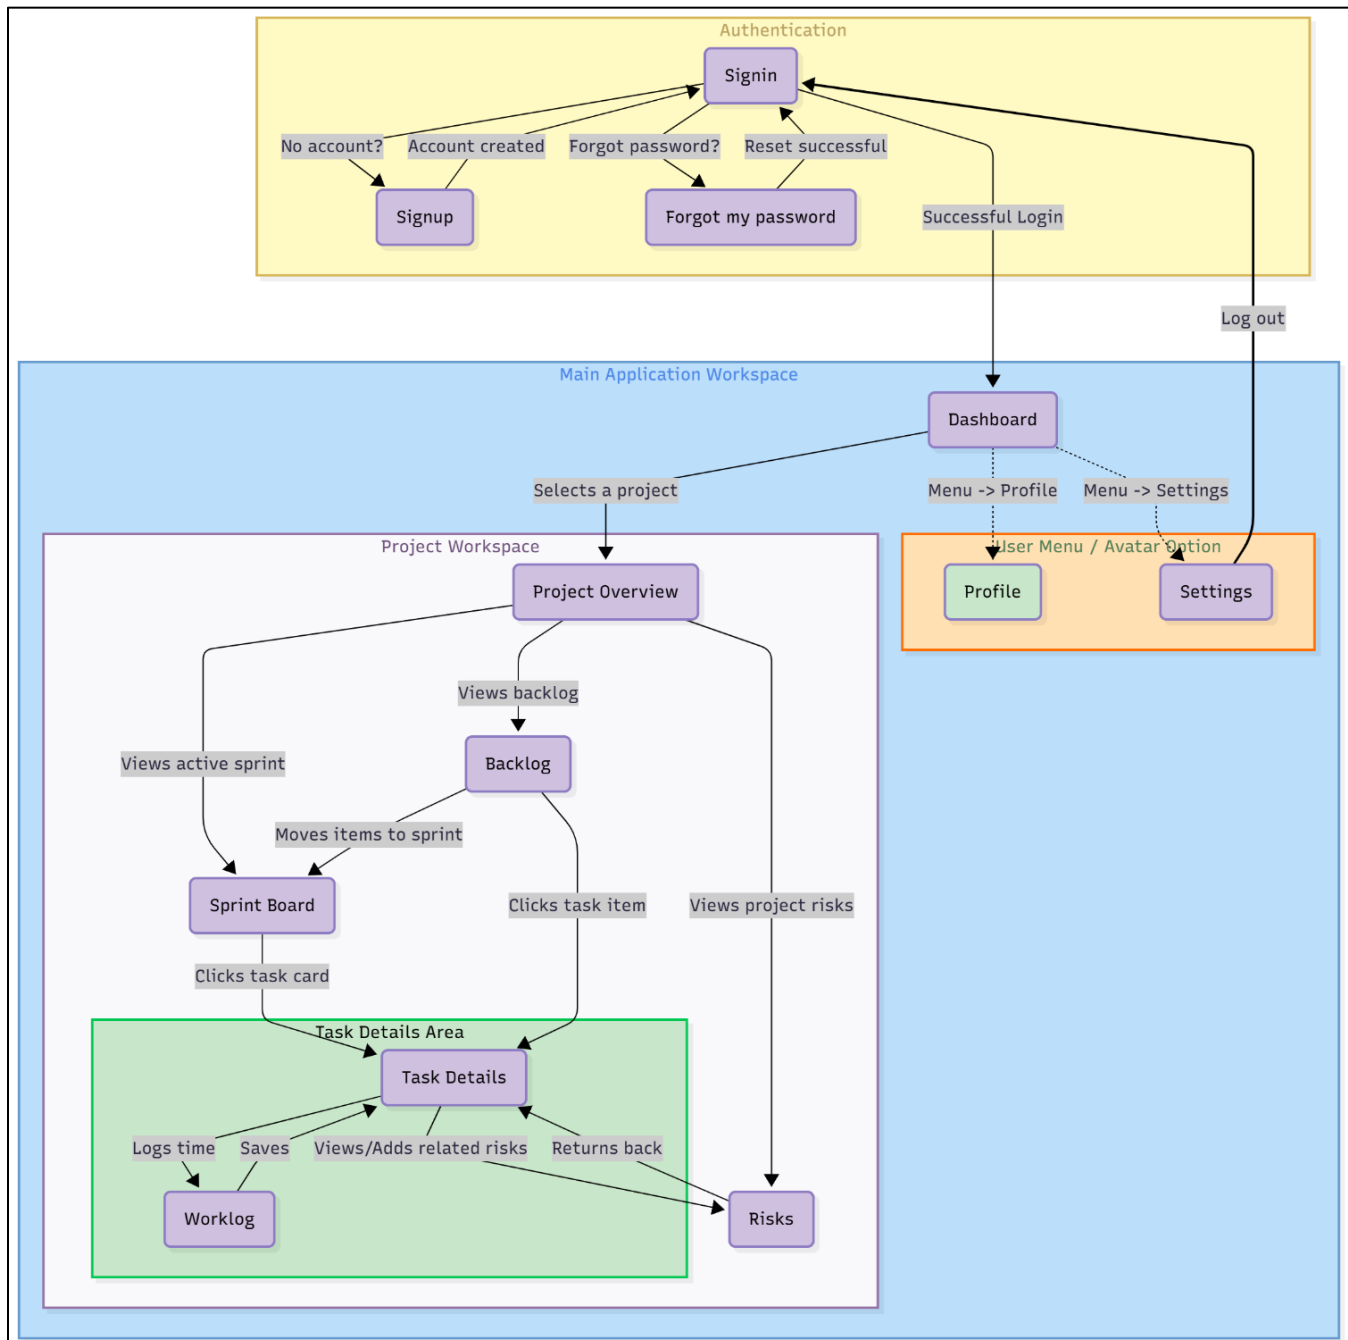 Authentication
Signin
No account?
Account created
Forgot password?
Reset successful
Signup
Forgot my password
Successful Login
Log out
Main Application Workspace
Dashboard
Selects a project
Menu -> Profile
Menu -> Settings
Project Workspace
User Menu / Avatar Option
Project Overview
Profile
Settings
Views backlog
Views active sprint
Backlog
Moves items to sprint
Sprint Board
Clicks task item
Views project risks
Clicks task card
Task Details Area
Task Details
Logs time
Saves
Views/Adds related risks
Returns back
Worklog
Risks